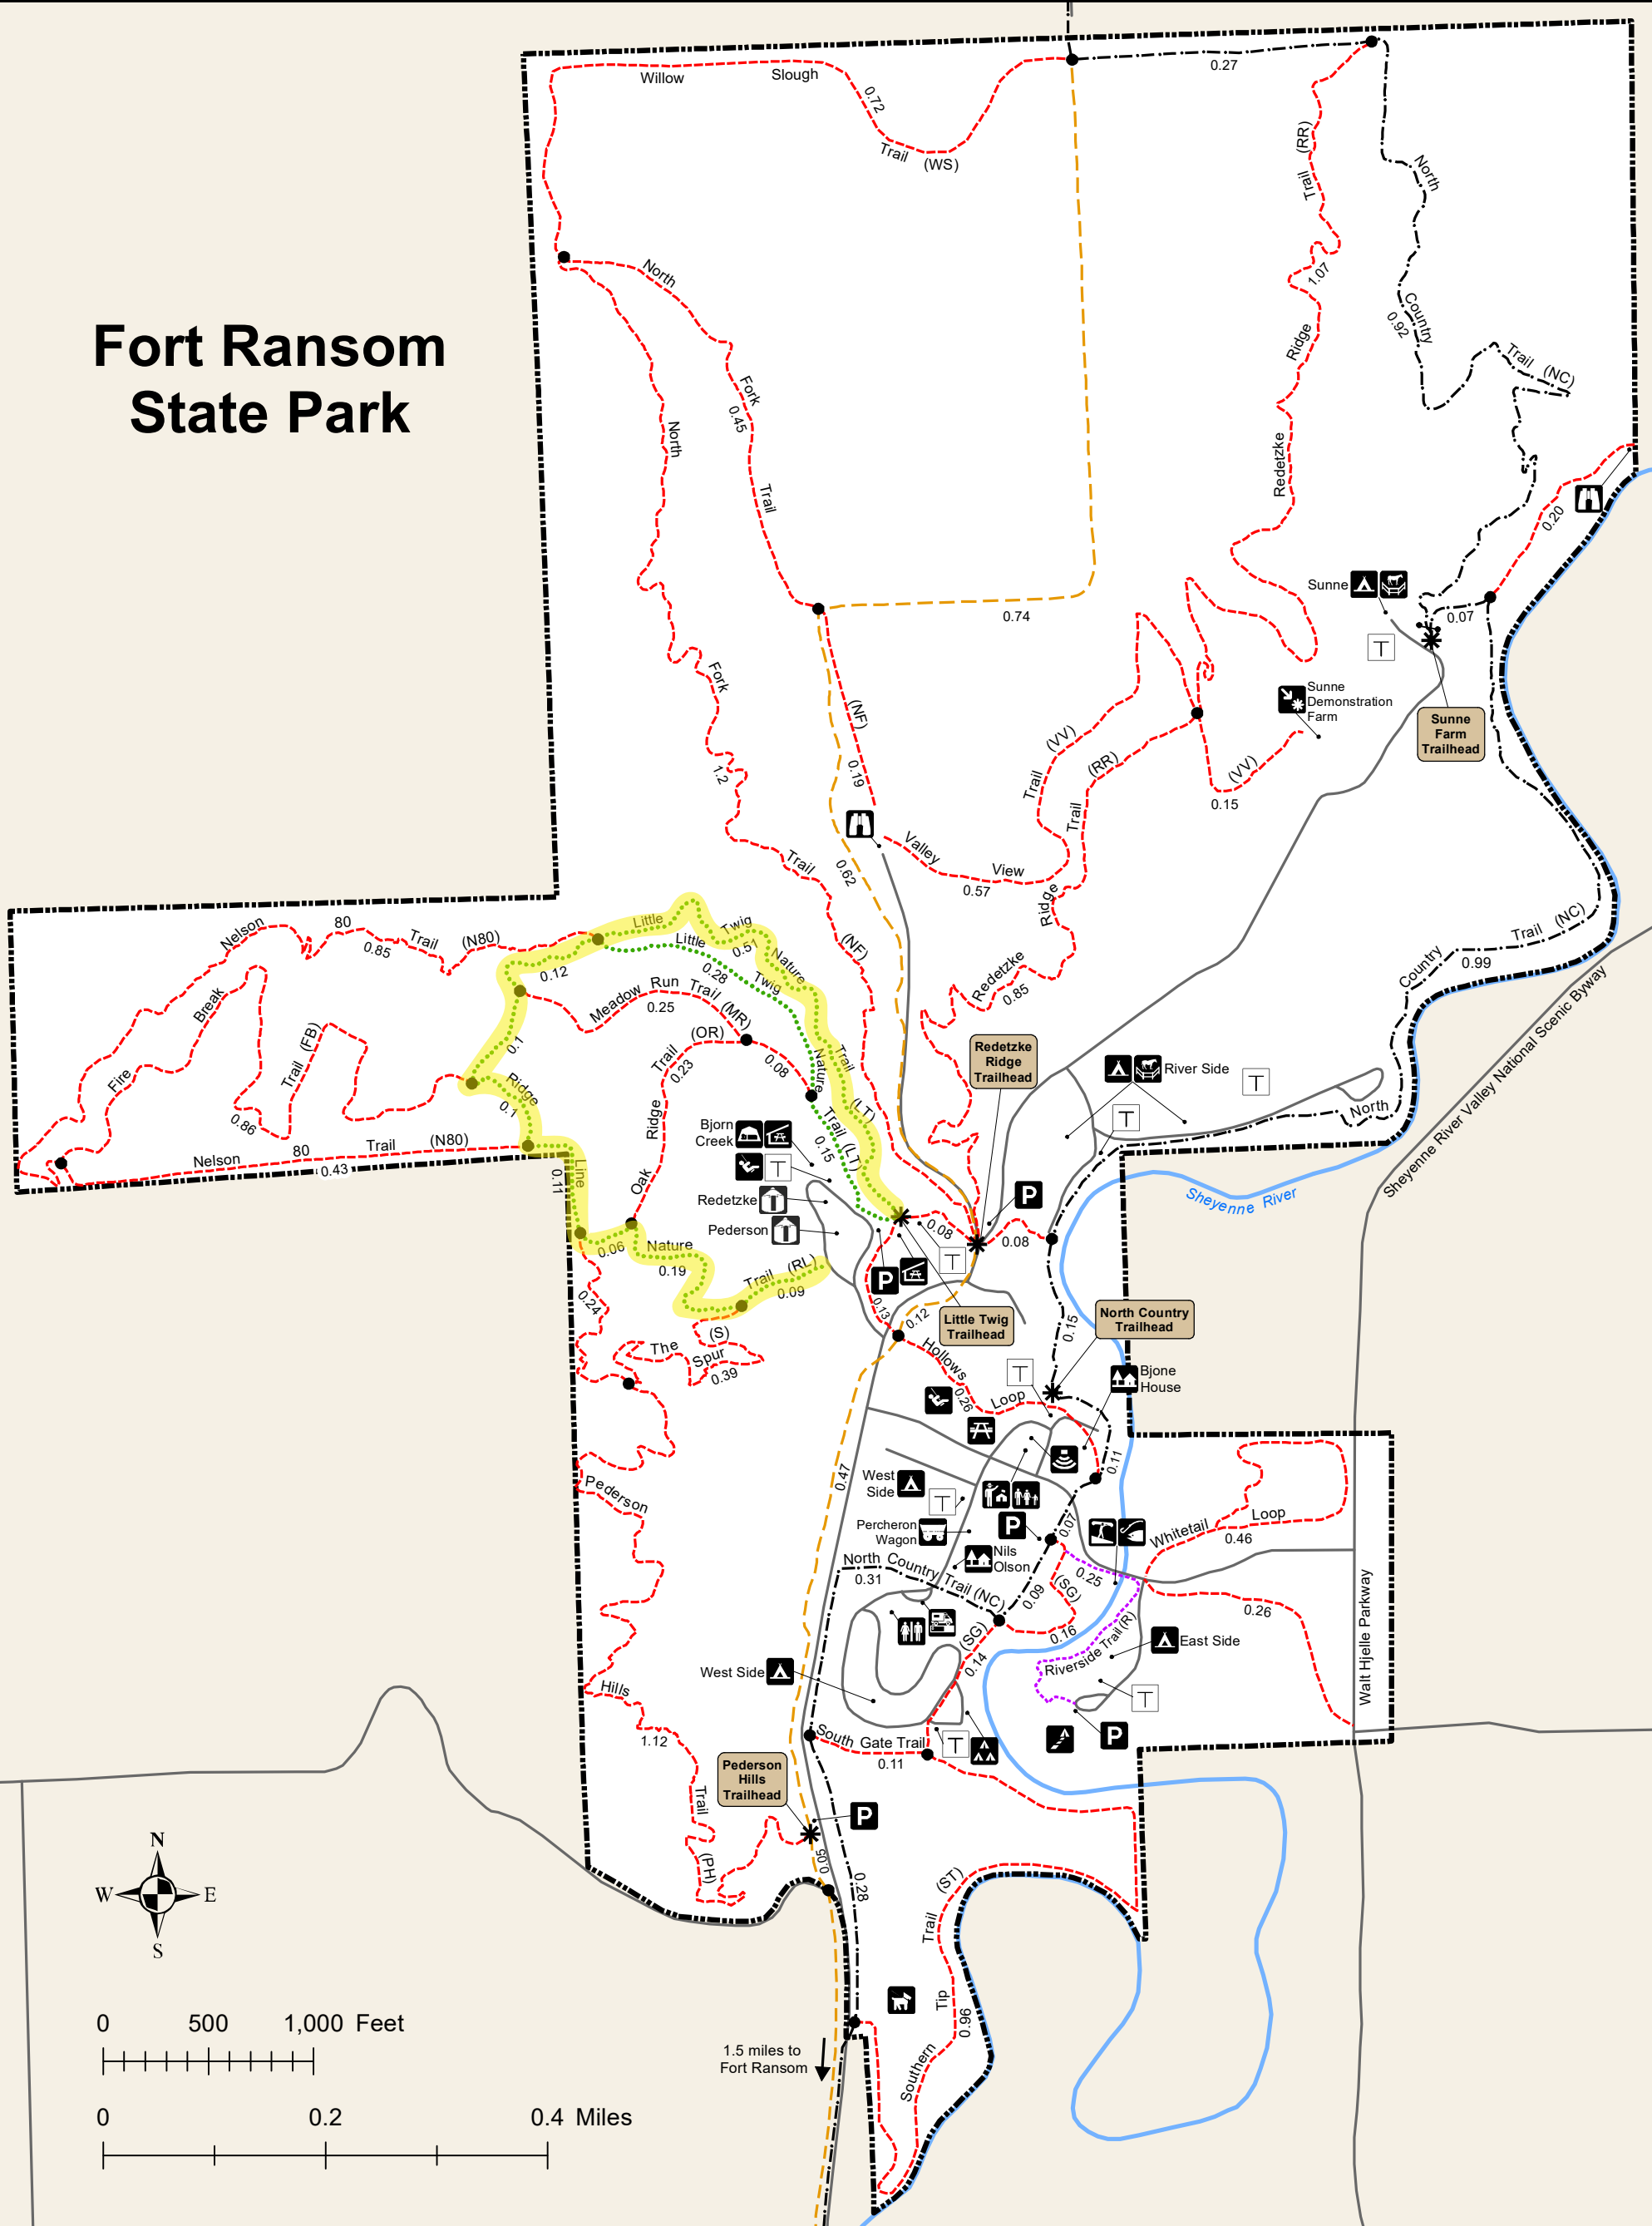 Fort Ransom
State Park
Willow
Slough
0.72
Trail
(WS)
0.27
North
Fork
0.45
Trail
(NF)
0.19
North
Fork
1.2
Trail
(NF)
0.74
0.62
Trail (RR)
1.07
Ridge
Redetzke
North
Country
0.92
Trail (NC)
0.20
0.07
Sunne
T
Sunne
Demonstration
Farm
Sunne
Farm
Trailhead
(VV)
0.15
Valley
View
0.57
Trail
(VV)
(RR)
Trail
Ridge
Redetzke
0.85
Nelson
80
0.85
Trail
(N80)
Fire
Break
Trail (FB)
0.86
Nelson
80
Trail
(N80)
0.43
Little
Twig
0.51
Nature
Trail
(LT)
0.12
Little
0.28
Twig
Nature
Trail (LT)
0.15
Meadow
Run
Trail (MR)
0.25
(OR)
Trail
0.23
Ridge
Oak
0.08
0.1
Ridge
0.1
Line
0.11
0.06
Nature
0.19
Trail
(RL)
0.09
0.24
The
(S)
Spur
0.39
Bjorn
Creek
T
Redetzke
Pederson
Redetzke
Ridge
Trailhead
P
0.08
0.08
T
P
0.13
0.12
Little Twig
Trailhead
River Side
T
T
North
Country
Trail
(NC)
0.99
Sheyenne River Valley National Scenic Byway
Sheyenne River
North Country
Trailhead
0.15
Hollows
0.26
Loop
T
Bjone
House
0.11
0.47
West
Side
T
Percheron
Wagon
P
Nils
Olson
0.07
North
Country
Trail (NC)
0.31
0.09
(SG)
0.16
(SG)
0.14
0.25
Riverside Trail (R)
East Side
T
P
Whitetail
Loop
0.46
0.26
Walt Hjelle Parkway
West Side
South
Gate Trail
0.11
T
Pederson
Hills
1.12
Trail
(PH)
Pederson
Hills
Trailhead
P
0.05
0.28
(ST)
Trail
Tip
0.96
Southern
1.5 miles to
Fort Ransom
N
W
E
S
0 500 1,000 Feet
0 0.2 0.4 Miles